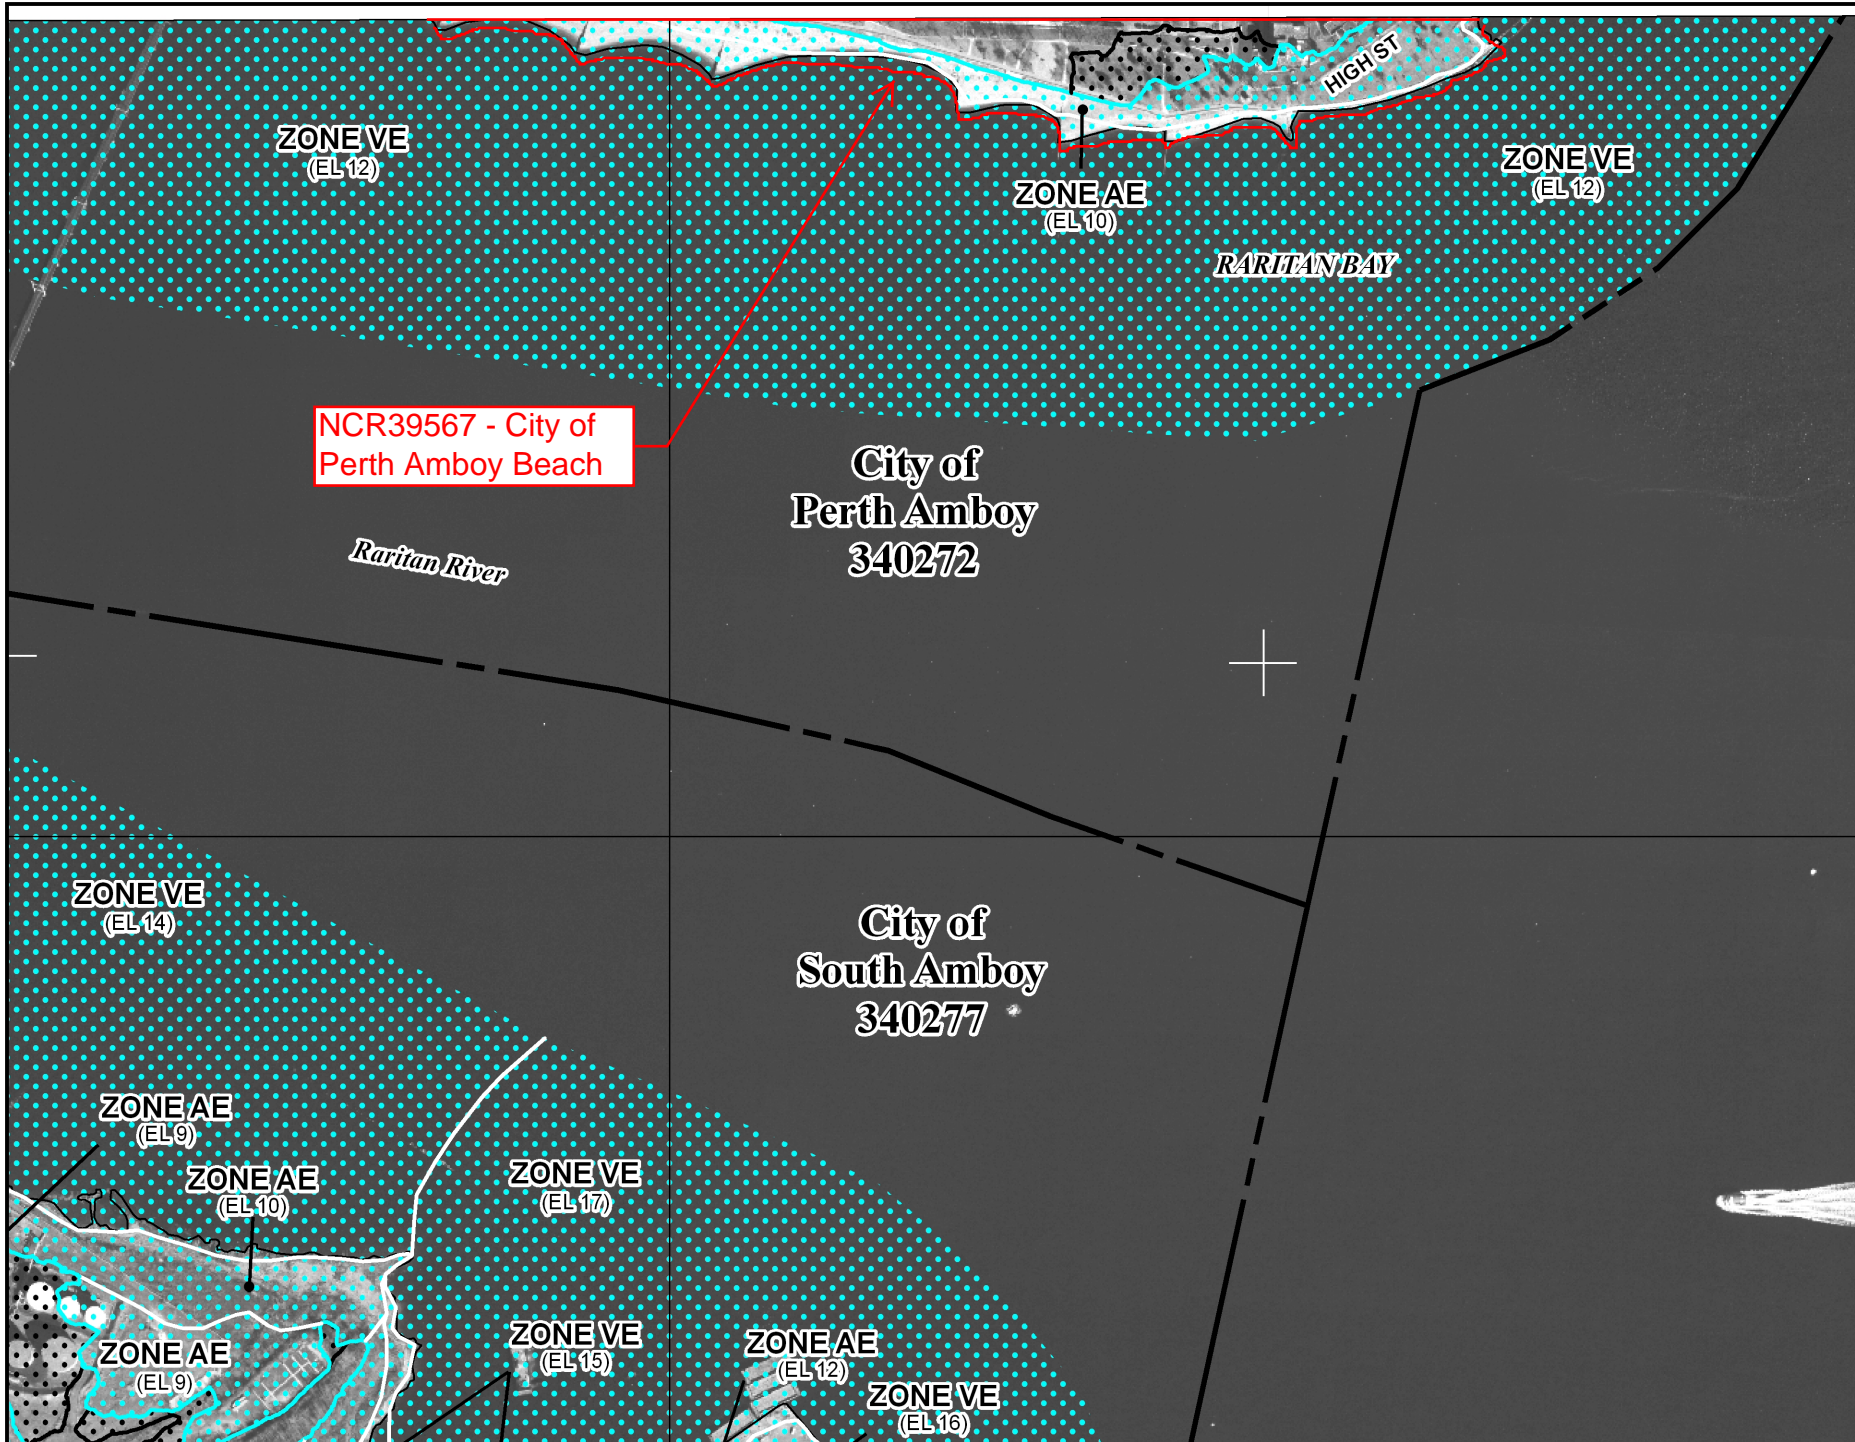 HIGH ST
ZONE VE
(EL 12)
ZONE AE
(EL 10)
ZONE VE
(EL 12)
RARITAN BAY
NCR39567 - City of
Perth Amboy Beach
City of
Perth Amboy
340272
Raritan River
ZONE VE
(EL 14)
City of
South Amboy
340277
ZONE AE
(EL 9)
ZONE AE
(EL 10)
ZONE VE
(EL 17)
ZONE AE
(EL 9)
ZONE VE
(EL 15)
ZONE AE
(EL 12)
ZONE VE
(EL 16)